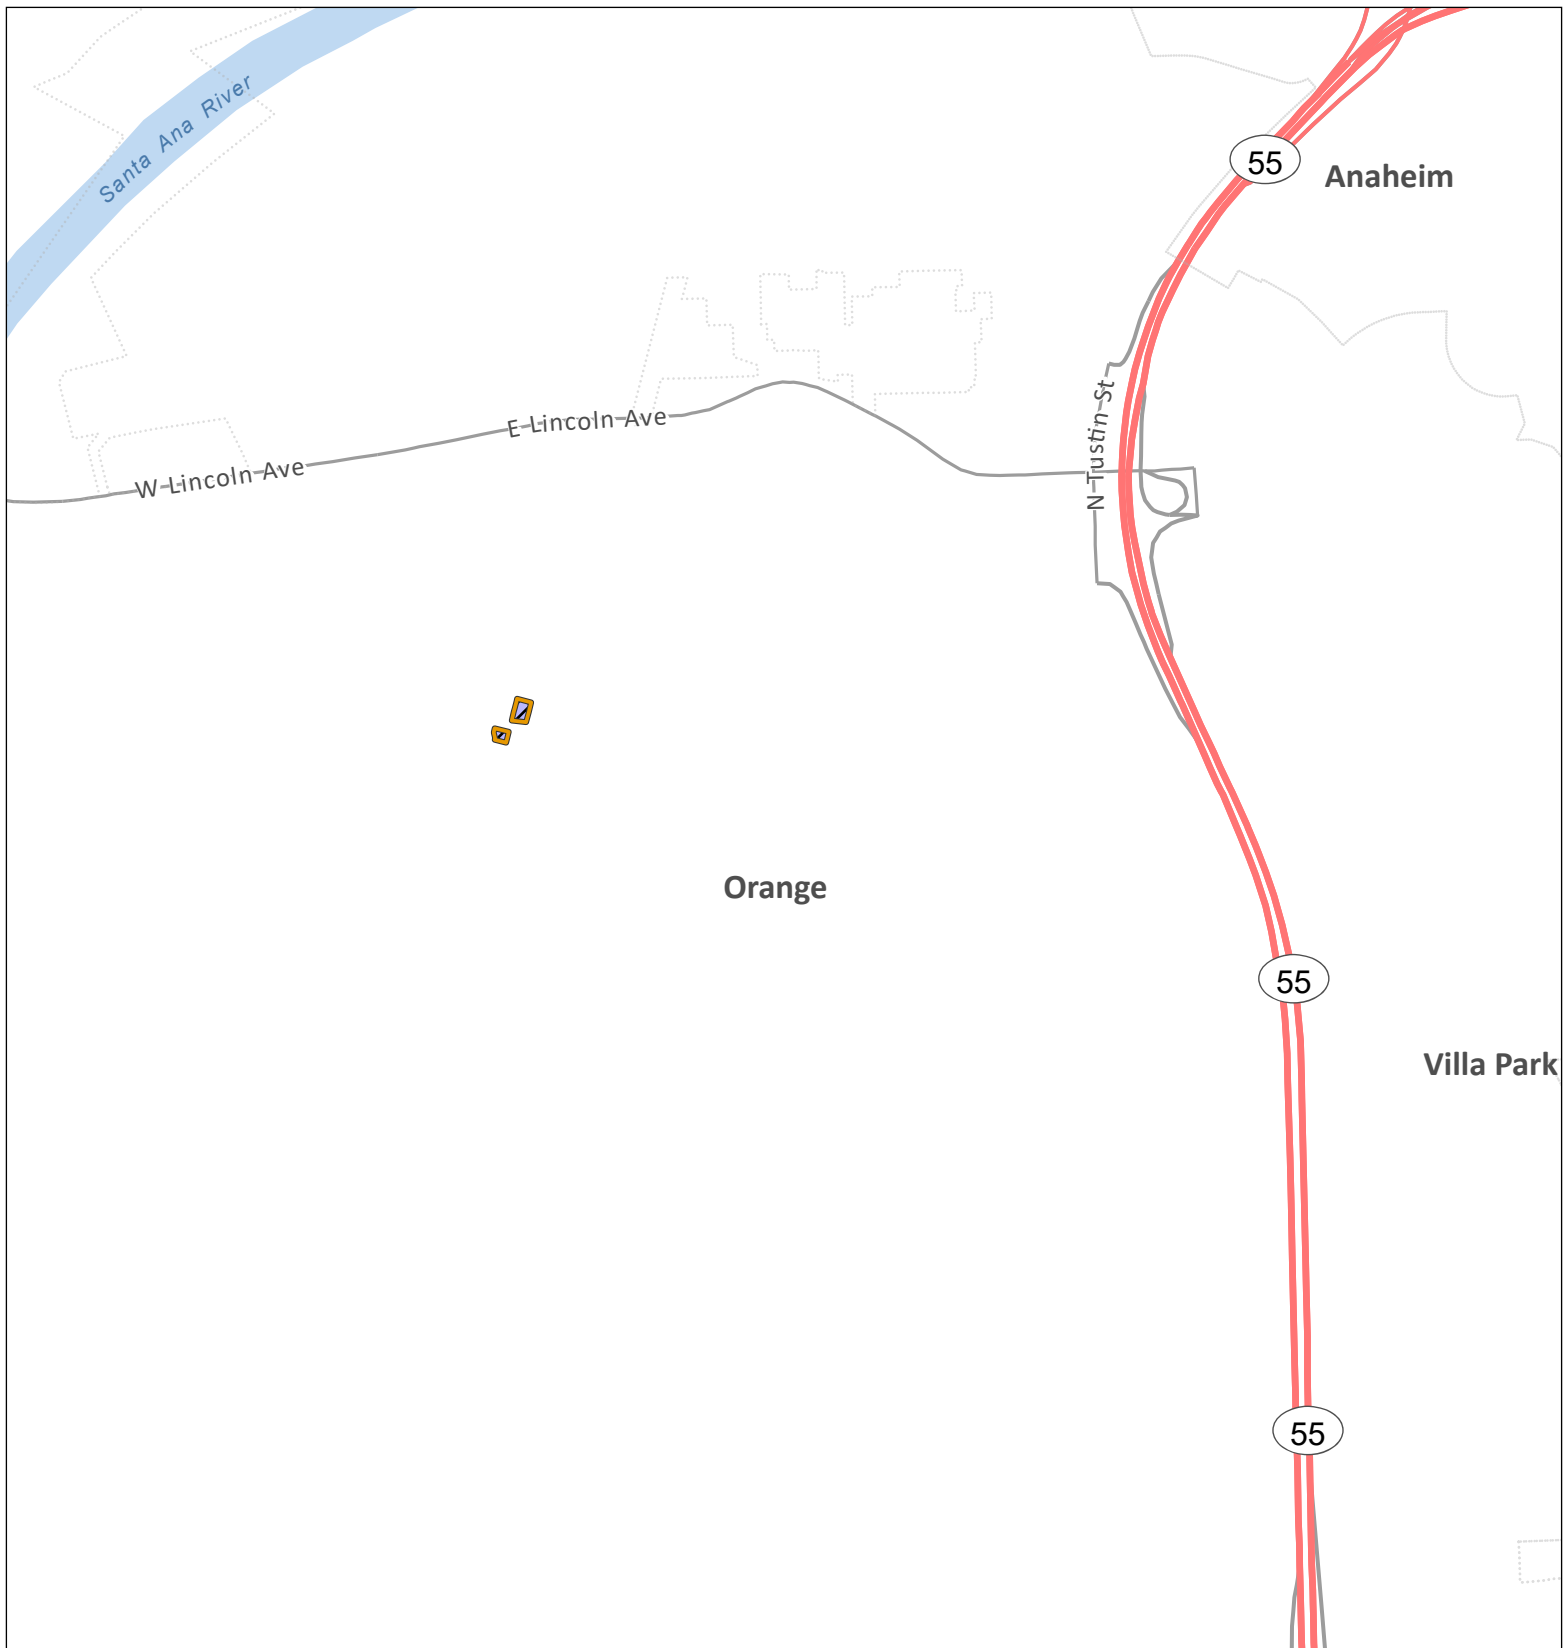 Santa Ana River
55
Anaheim
N Tustin St
E Lincoln Ave
W Lincoln Ave
Orange
55
Villa Park
55